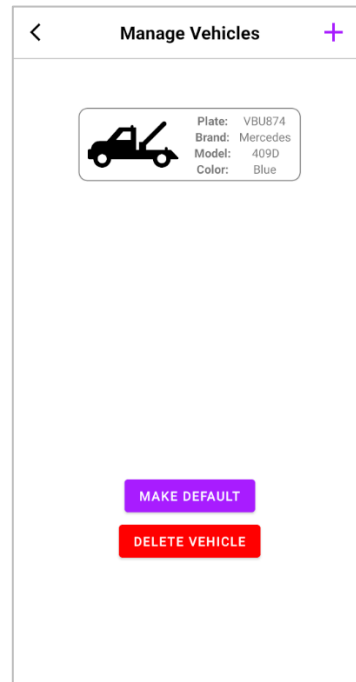 Manage Vehicles
Plate: VBU874
Brand: Mercedes
Model: 409D
Color: Blue
MAKE DEFAULT
DELETE VEHICLE